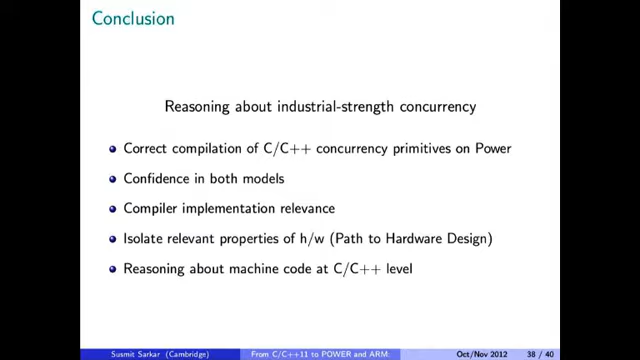 Conclusion
Reasoning about industrial-strength concurrency
Correct compilation of C/C++ concurrency primitives on Power
Confidence in both models
Compiler implementation relevance
Isolate relevant properties of h/w (Path to Hardware Design)
Reasoning about machine code at C/C++ level
Susmit Sarkar (Cambridge) From C/C++11 to POWER and ARM: Oct/Nov 2012 38 / 40